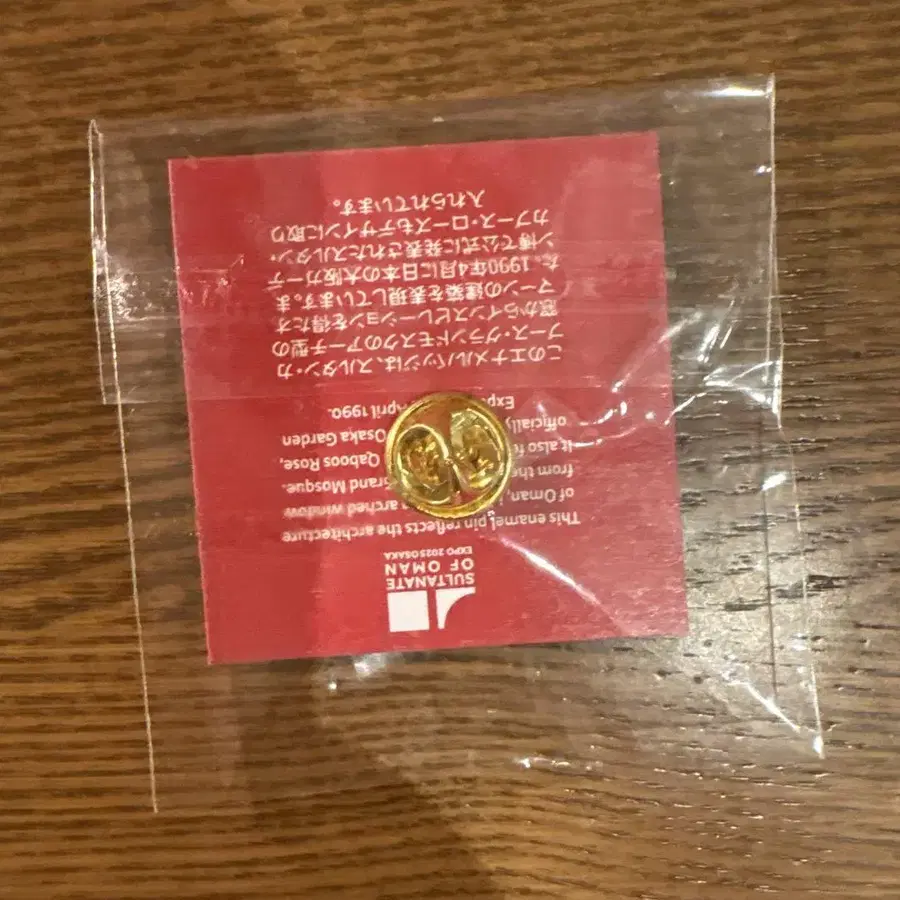 SULTANATE
OF OMAN
EXPO 2025 OSAKA
This enamel pin reflects the architecture
of Oman, arched window
from the Grand Mosque.
It also Qaboos Rose,
officially Osaka Garden
April 1990.
このエナメルバッジは、スルタン・カ
ブース・グランドモスクのアーチ型の
窓からインスピレーションを得たオ
マーンの建築を表現しています。ま
た、1990年4月に日本の大阪ガーデ
ン博で公式に発表されたスルタン・
カブース・ローズもデザインに取り
入れられています。